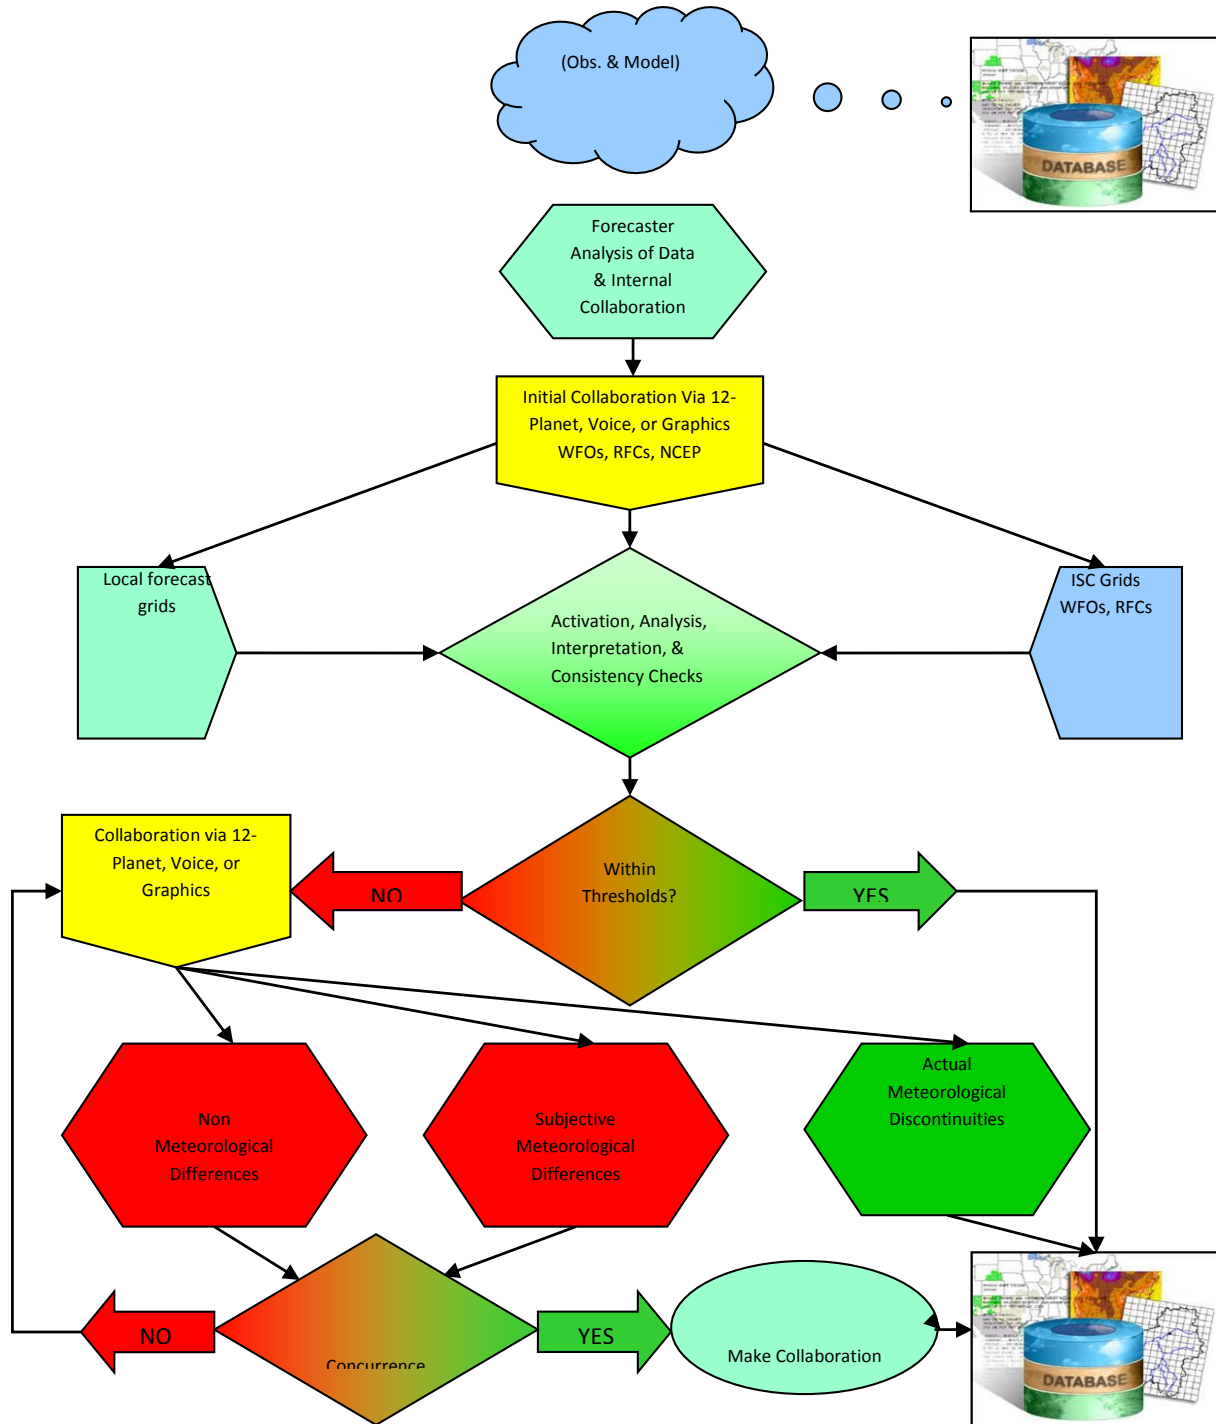 (Obs. & Model)
DATABASE
Forecaster
Analysis of Data
& Internal
Collaboration
Initial Collaboration Via 12-
Planet, Voice, or Graphics
WFOs, RFCs, NCEP
Local forecast
grids
ISC Grids
WFOs, RFCs
Activation, Analysis,
Interpretation, &
Consistency Checks
Collaboration via 12-
Planet, Voice, or
Graphics
NO
Within
Thresholds?
YES
Non
Meteorological
Differences
Subjective
Meteorological
Differences
Actual
Meteorological
Discontinuities
NO
Concurrence
YES
Make Collaboration
DATABASE